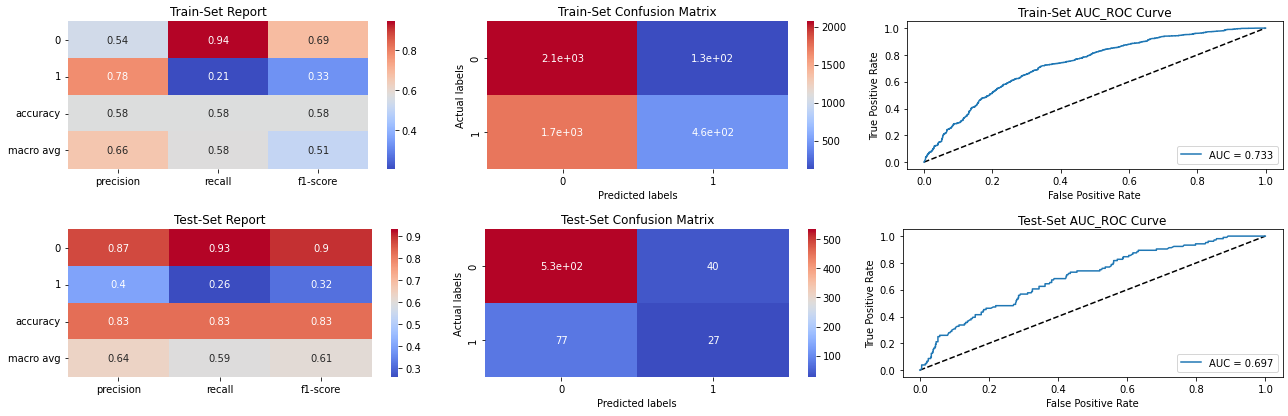 Train-Set Report
0 0.54 0.94 0.69
1 0.78 0.21 0.33
accuracy 0.58 0.58 0.58
macro avg 0.66 0.58 0.51
precision recall f1-score
0.8
0.6
0.4
Train-Set Confusion Matrix
Actual labels
0 2.1e+03 1.3e+02
1 1.7e+03 4.6e+02
0 1
Predicted labels
2000
1500
1000
500
Train-Set AUC_ROC Curve
True Positive Rate
1.0
0.8
0.6
0.4
0.2
0.0
AUC = 0.733
0.0 0.2 0.4 0.6 0.8 1.0
False Positive Rate
Test-Set Report
0 0.87 0.93 0.9
1 0.4 0.26 0.32
accuracy 0.83 0.83 0.83
macro avg 0.64 0.59 0.61
precision recall f1-score
0.9
0.8
0.7
0.6
0.5
0.4
0.3
Test-Set Confusion Matrix
Actual labels
0 5.3e+02 40
1 77 27
0 1
Predicted labels
500
400
300
200
100
Test-Set AUC_ROC Curve
True Positive Rate
1.0
0.8
0.6
0.4
0.2
0.0
AUC = 0.697
0.0 0.2 0.4 0.6 0.8 1.0
False Positive Rate